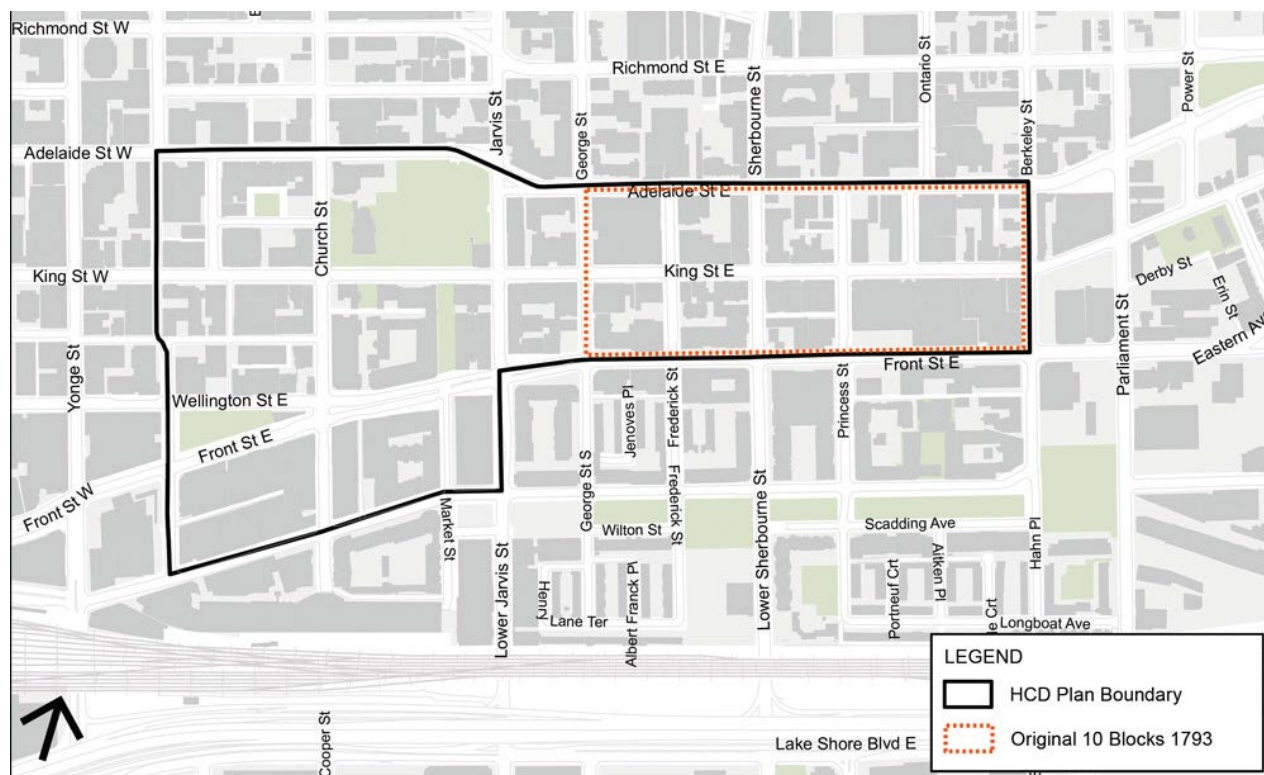 Richmond St W
Richmond St E
Ontario St
Power St
Jarvis St
George St
Sherbourne St
Berkeley St
Adelaide St W
Adelaide St E
Church St
King St W
King St E
Derby St
Erin St
Eastern Av
Parliament St
Yonge St
Wellington St E
Front St E
Front St E
Front St W
Jenoves Pl
Frederick St
Princess St
George St S
Frederick St
Lower Sherbourne St
Market St
Wilton St
Scadding Ave
Hahn Pl
Lower Jarvis St
Henry
Lane Ter
Albert Franck Pl
Portneuf Crt
Aitken Pl
le Crt
Longboat Ave
Cooper St
Lake Shore Blvd E
LEGEND
HCD Plan Boundary
Original 10 Blocks 1793